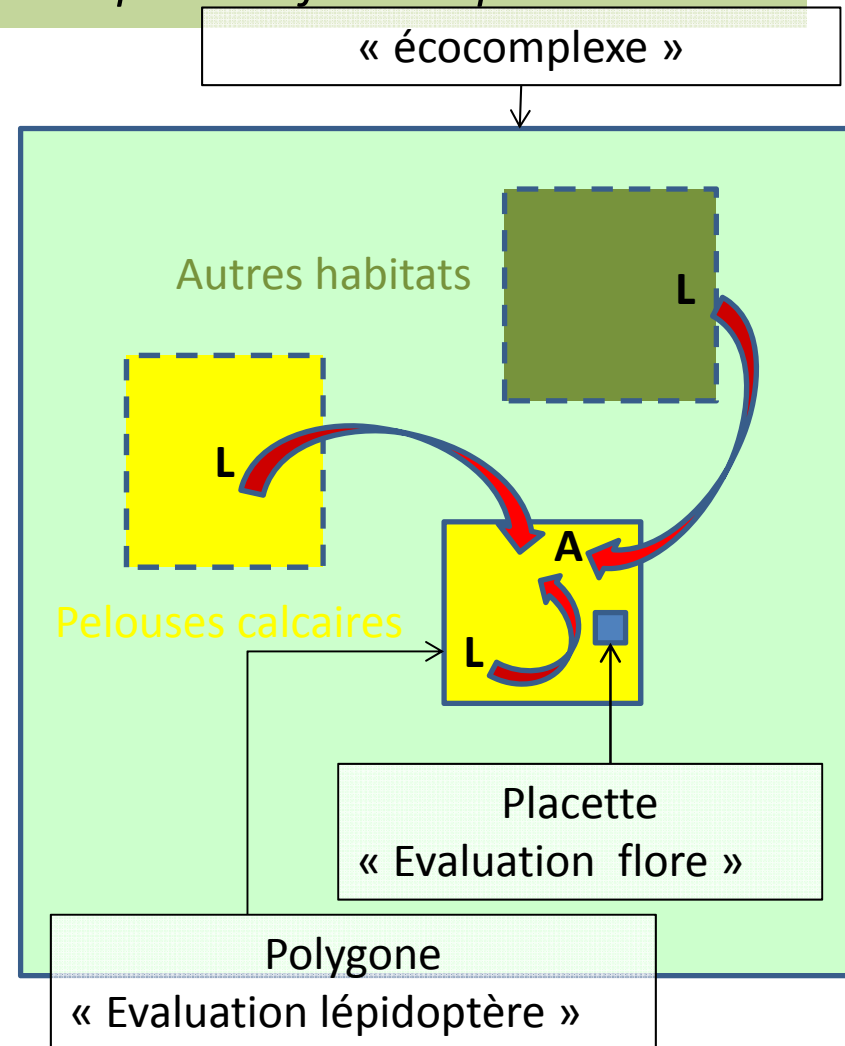 « écocomplexe »
Autres habitats
L
L
A
Pelouses calcaires
L
Placette
« Evaluation flore »
Polygone
« Evaluation lépidoptère »